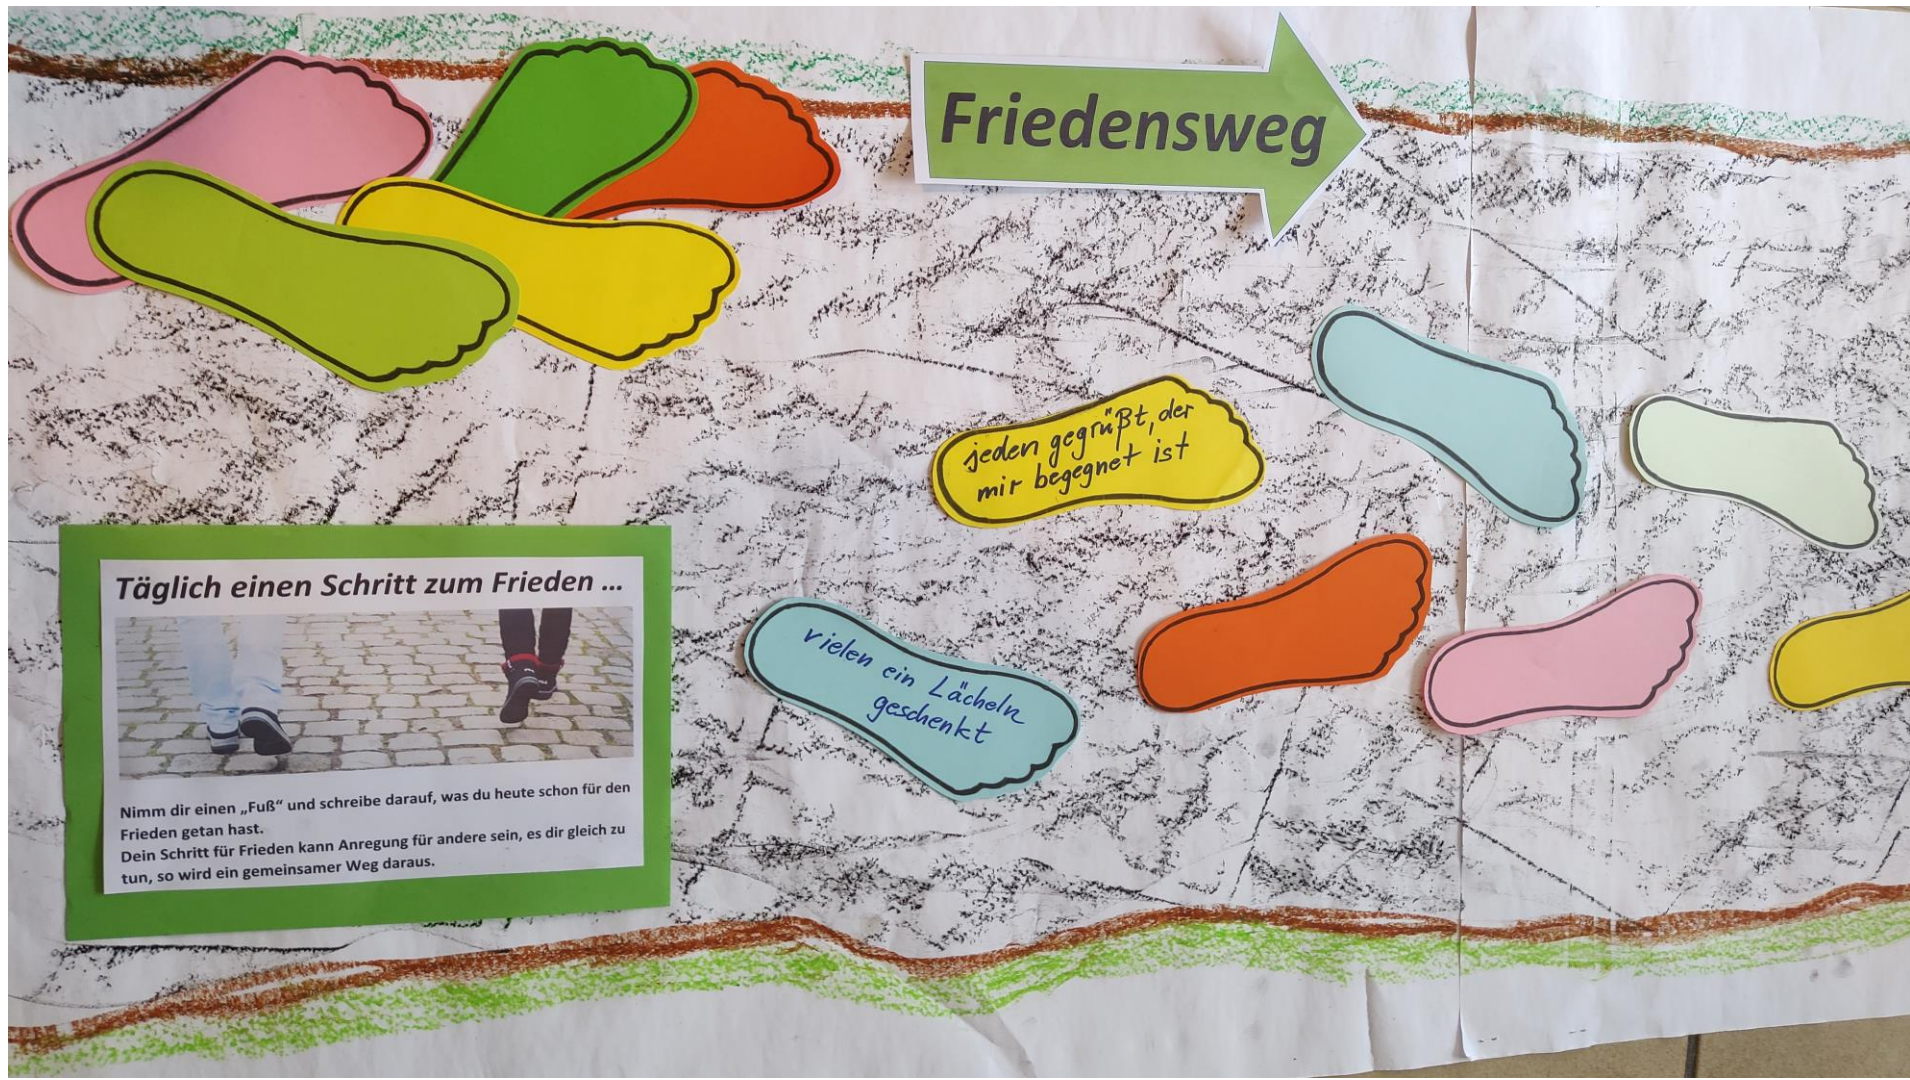 Friedensweg
jeden gegrüßt, der
mir begegnet ist
Täglich einen Schritt zum Frieden ...
vielen ein Lächeln
geschenkt
Nimm dir einen „Fuß“ und schreibe darauf, was du heute schon für den
Frieden getan hast.
Dein Schritt für Frieden kann Anregung für andere sein, es dir gleich zu
tun, so wird ein gemeinsamer Weg daraus.